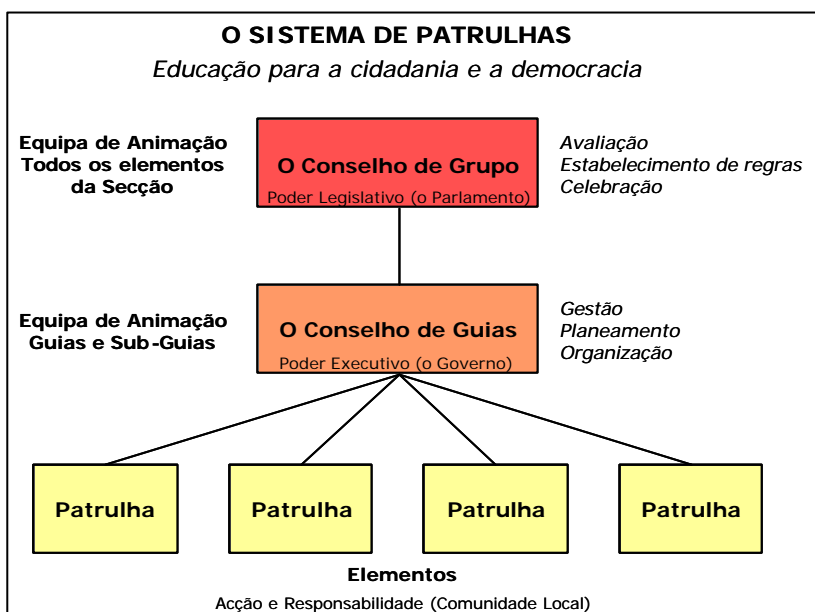 O SISTEMA DE PATRULHAS
Educação para a cidadania e a democracia
Equipa de Animação
Todos os elementos
da Secção
O Conselho de Grupo
Poder Legislativo (o Parlamento)
Avaliação
Estabelecimento de regras
Celebração
Equipa de Animação
Guias e Sub-Guias
O Conselho de Guias
Poder Executivo (o Governo)
Gestão
Planeamento
Organização
Patrulha
Patrulha
Patrulha
Patrulha
Elementos
Acção e Responsabilidade (Comunidade Local)